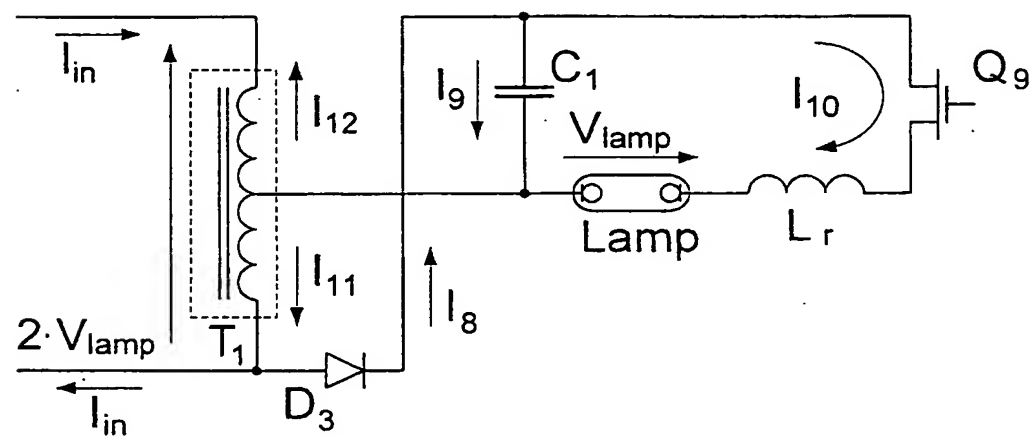 I_in
I_12
I_9
C_1
I_10
Q_9
V_lamp
Lamp
L_r
I_11
I_8
2·V_lamp
T_1
D_3
I_in